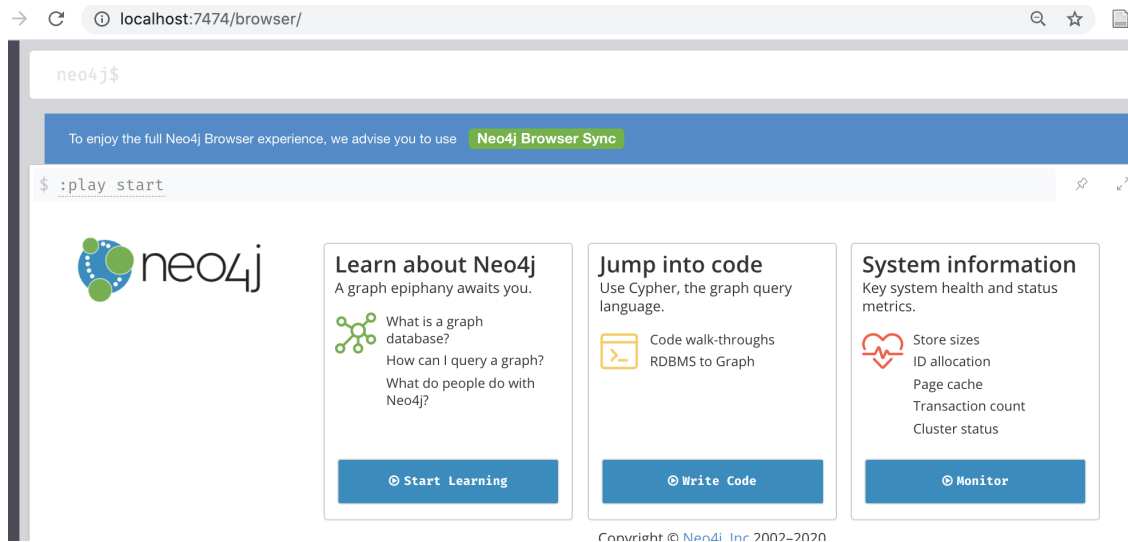 localhost:7474/browser/
neo4j$
To enjoy the full Neo4j Browser experience, we advise you to use Neo4j Browser Sync
$ :play start
neo4j
Learn about Neo4j
A graph epiphany awaits you.
What is a graph
database?
How can I query a graph?
What do people do with
Neo4j?
Start Learning
Jump into code
Use Cypher, the graph query
language.
Code walk-throughs
RDBMS to Graph
Write Code
System information
Key system health and status
metrics.
Store sizes
ID allocation
Page cache
Transaction count
Cluster status
Monitor
Copyright © Neo4j, Inc 2002–2020